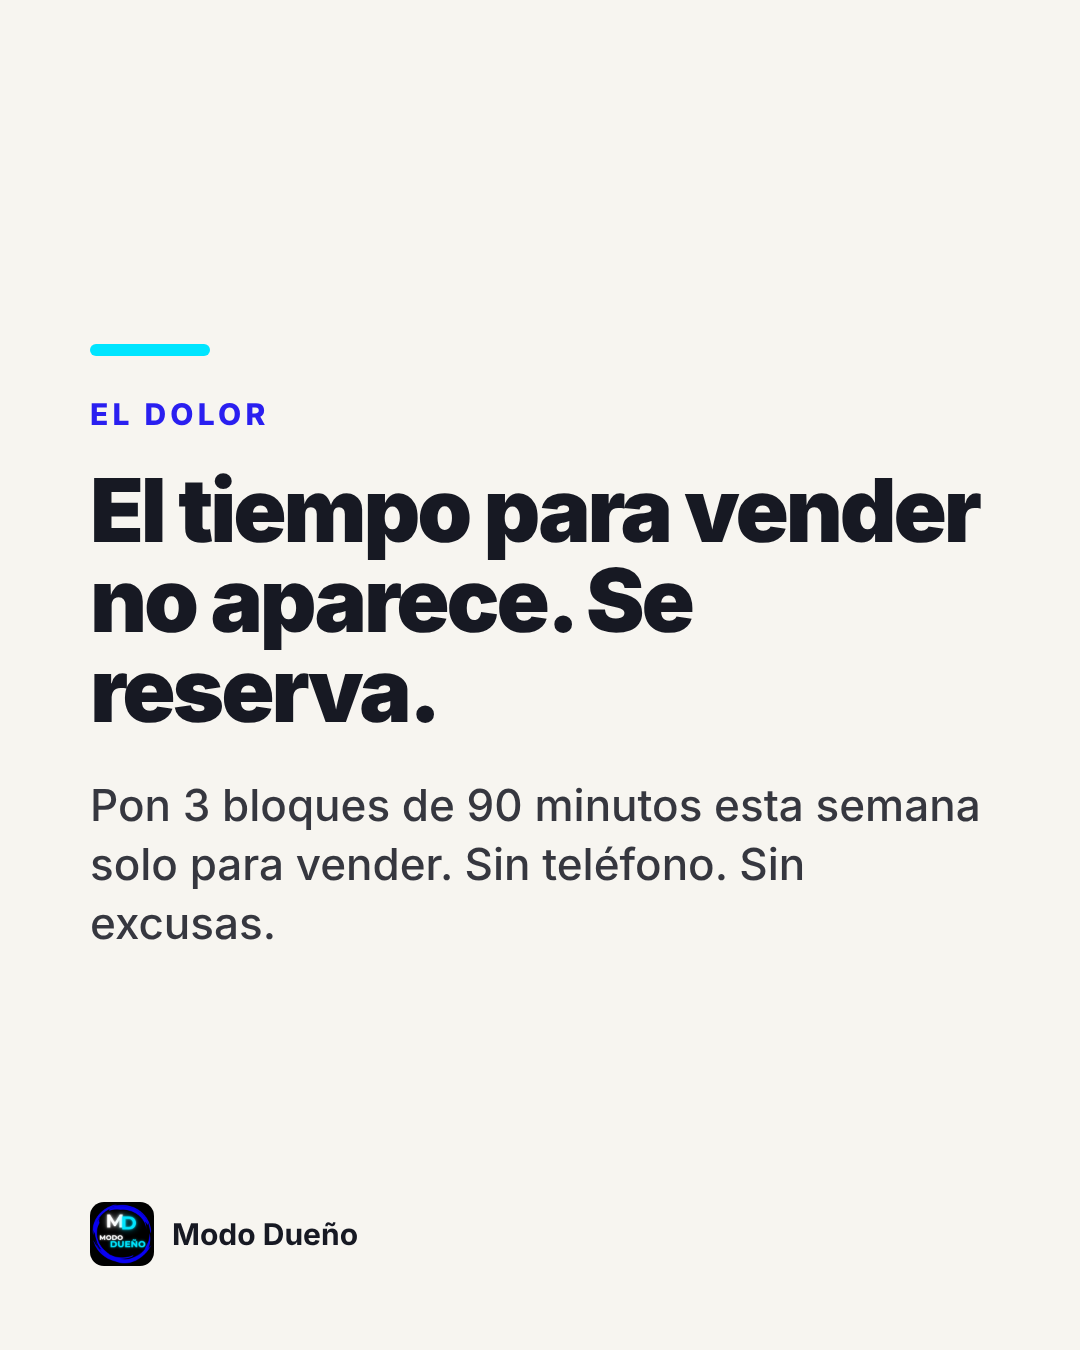 EL DOLOR
El tiempo para vender
no aparece. Se
reserva.
Pon 3 bloques de 90 minutos esta semana
solo para vender. Sin teléfono. Sin
excusas.
MD
MODO
DUEÑO
Modo Dueño